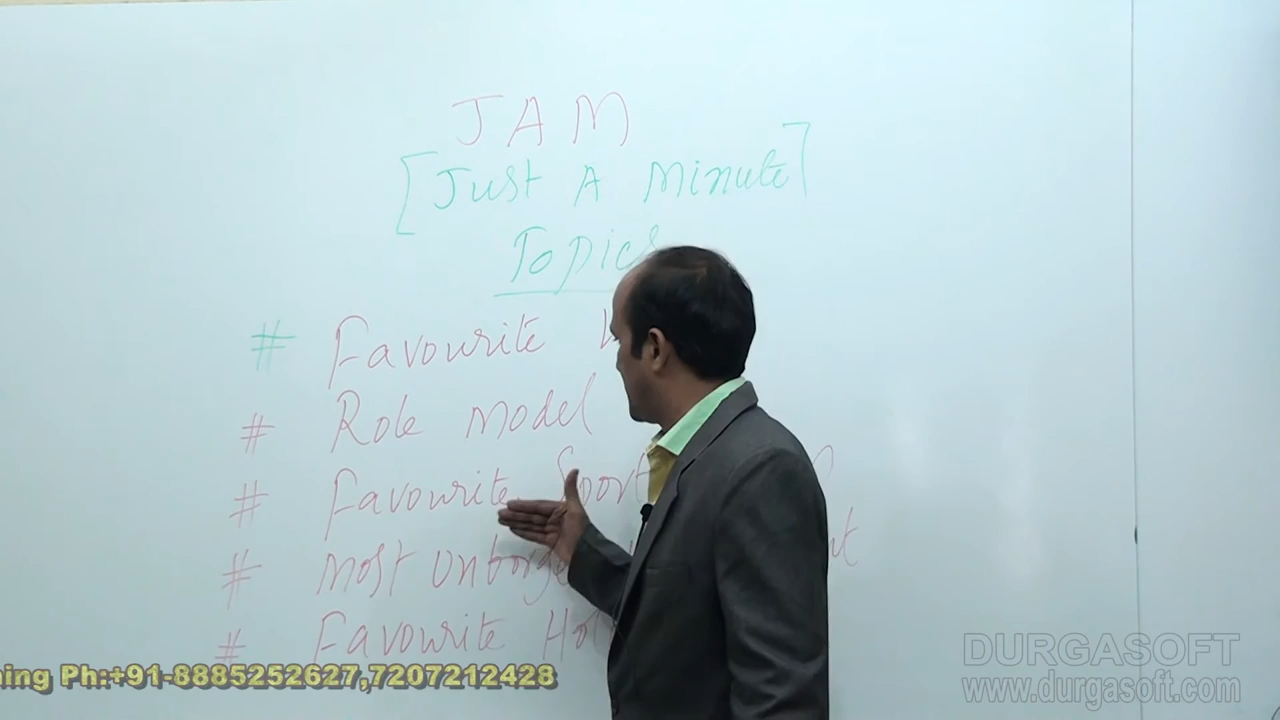 JAM
[Just A Minute]
Topics
# Favourite
# Role Model
# Favourite
# Most
# Favourite
ning Ph:+91-8885252627,7207212428
DURGASOFT
www.durgasoft.com